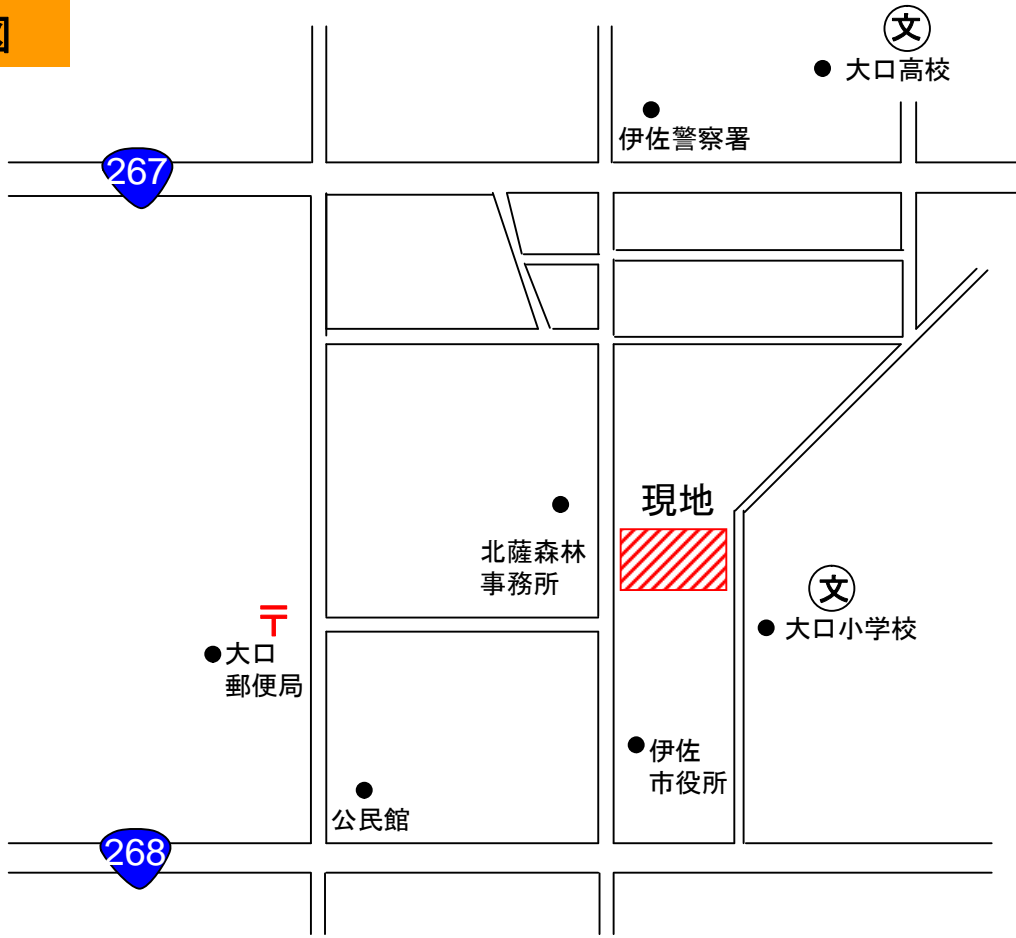 図
文
大口高校
伊佐警察署
267
現地
北薩森林
事務所
文
大口小学校
〒
大口
郵便局
伊佐
市役所
公民館
268